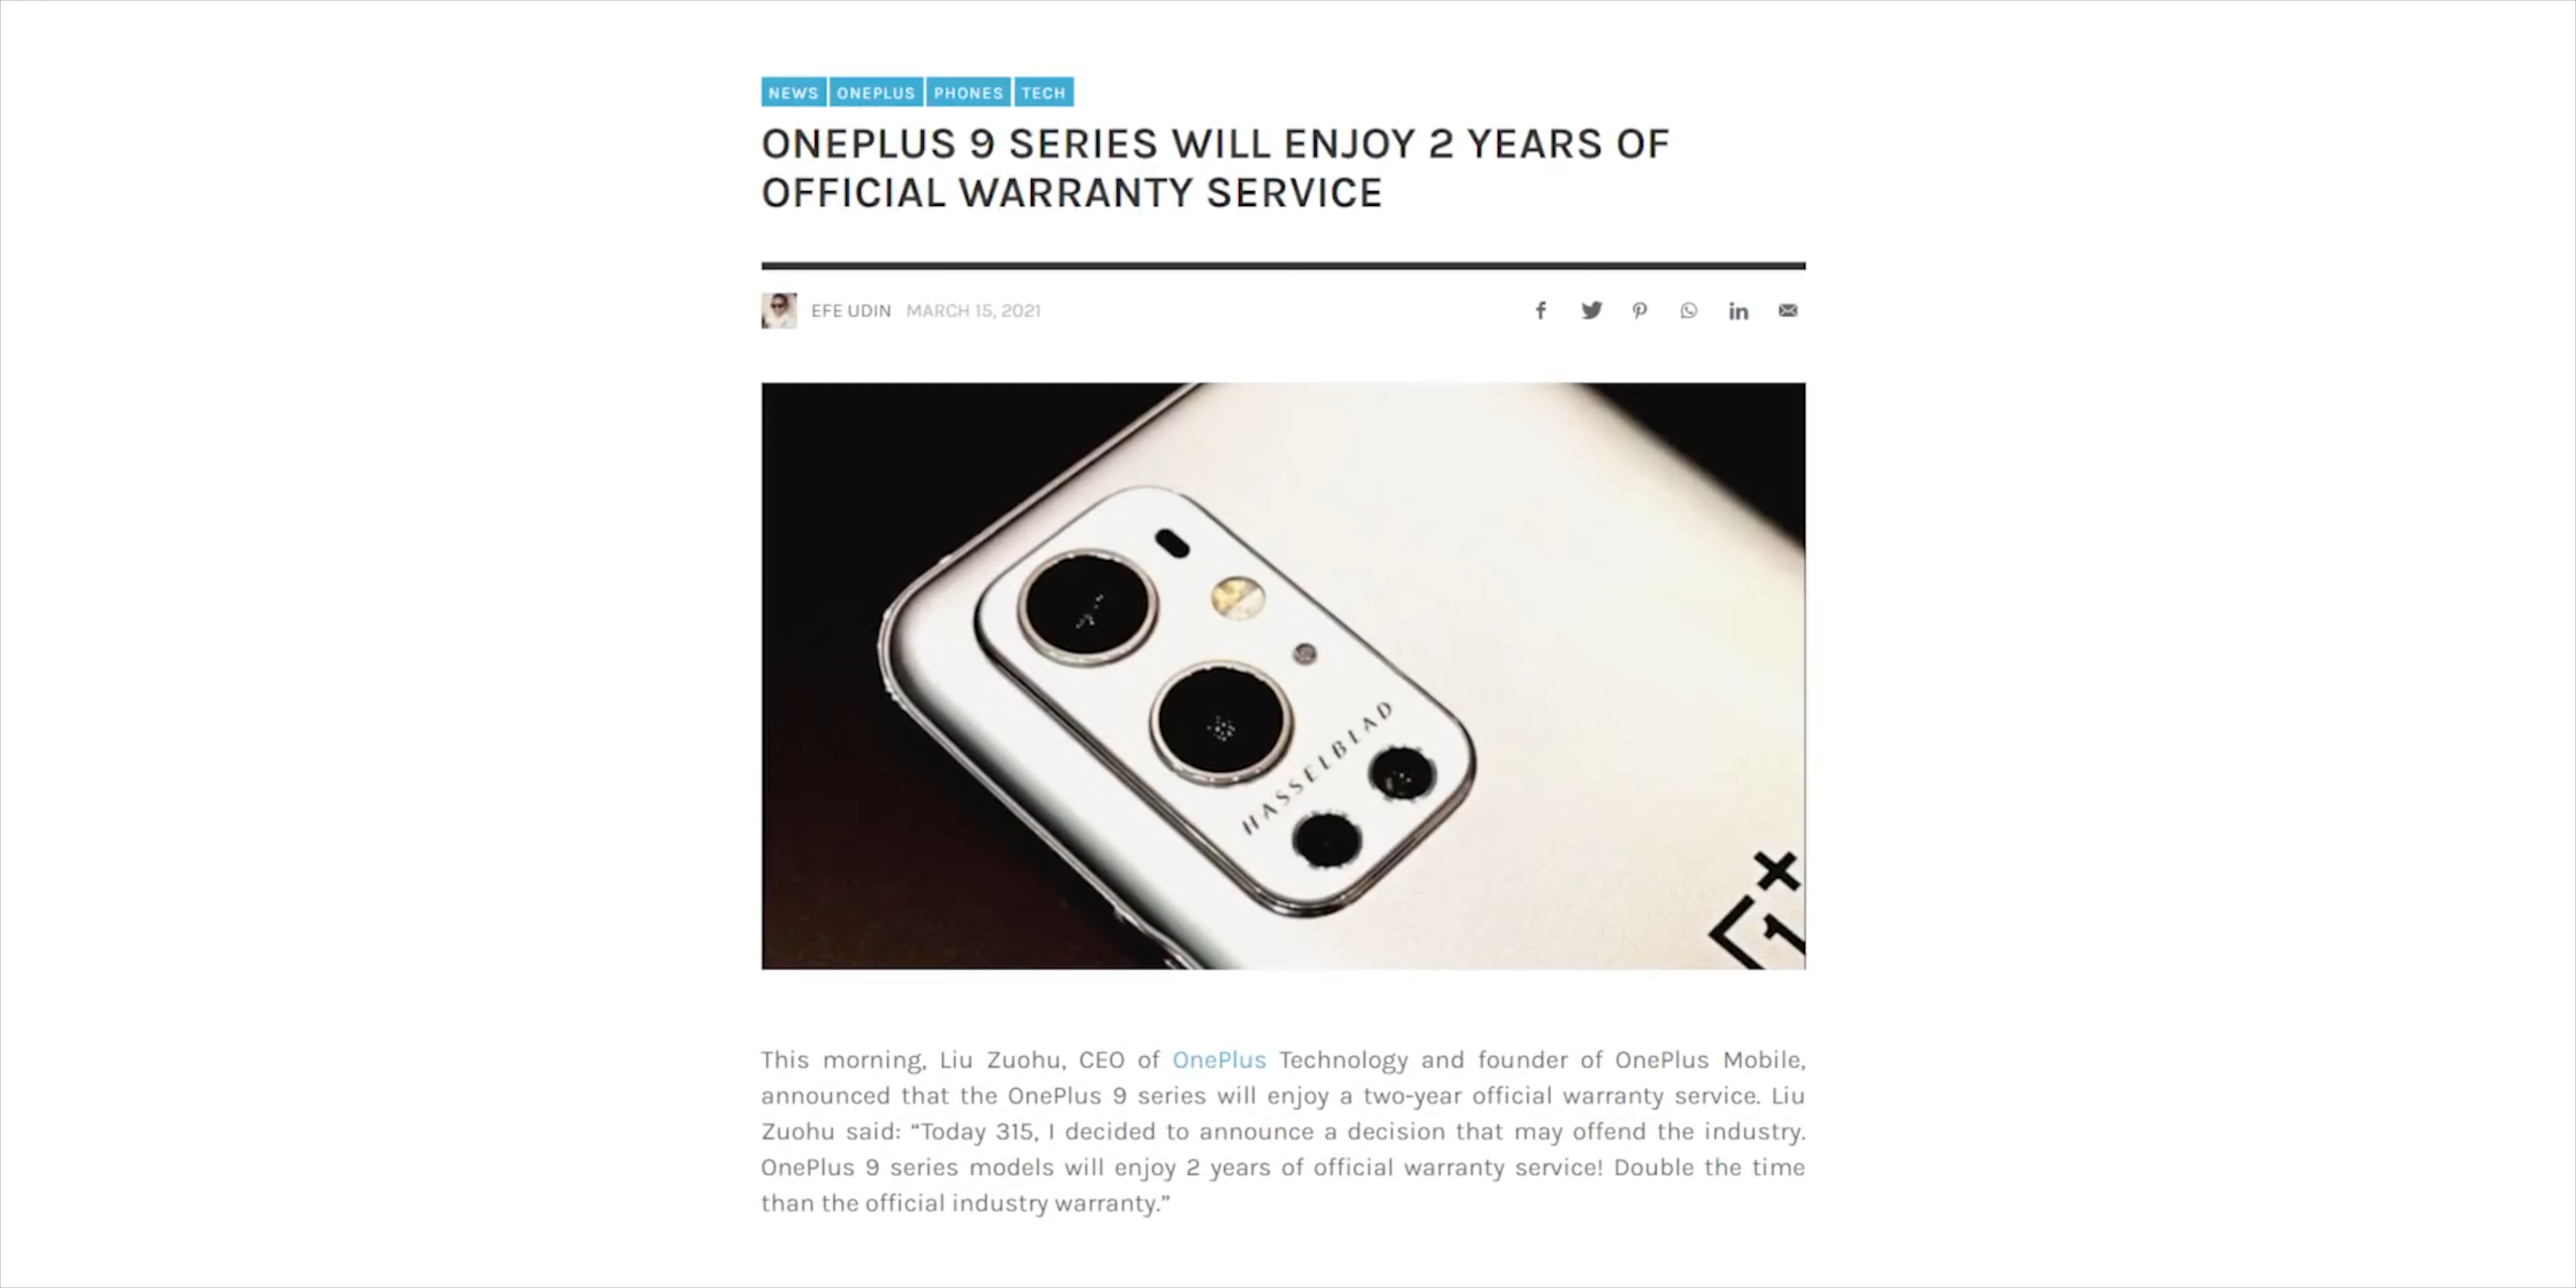 NEWS ONEPLUS PHONES TECH
ONEPLUS 9 SERIES WILL ENJOY 2 YEARS OF
OFFICIAL WARRANTY SERVICE
EFE UDIN MARCH 15, 2021
HASSELBLAD
1
This morning, Liu Zuohu, CEO of OnePlus Technology and founder of OnePlus Mobile,
announced that the OnePlus 9 series will enjoy a two-year official warranty service. Liu
Zuohu said: “Today 315, I decided to announce a decision that may offend the industry.
OnePlus 9 series models will enjoy 2 years of official warranty service! Double the time
than the official industry warranty.”